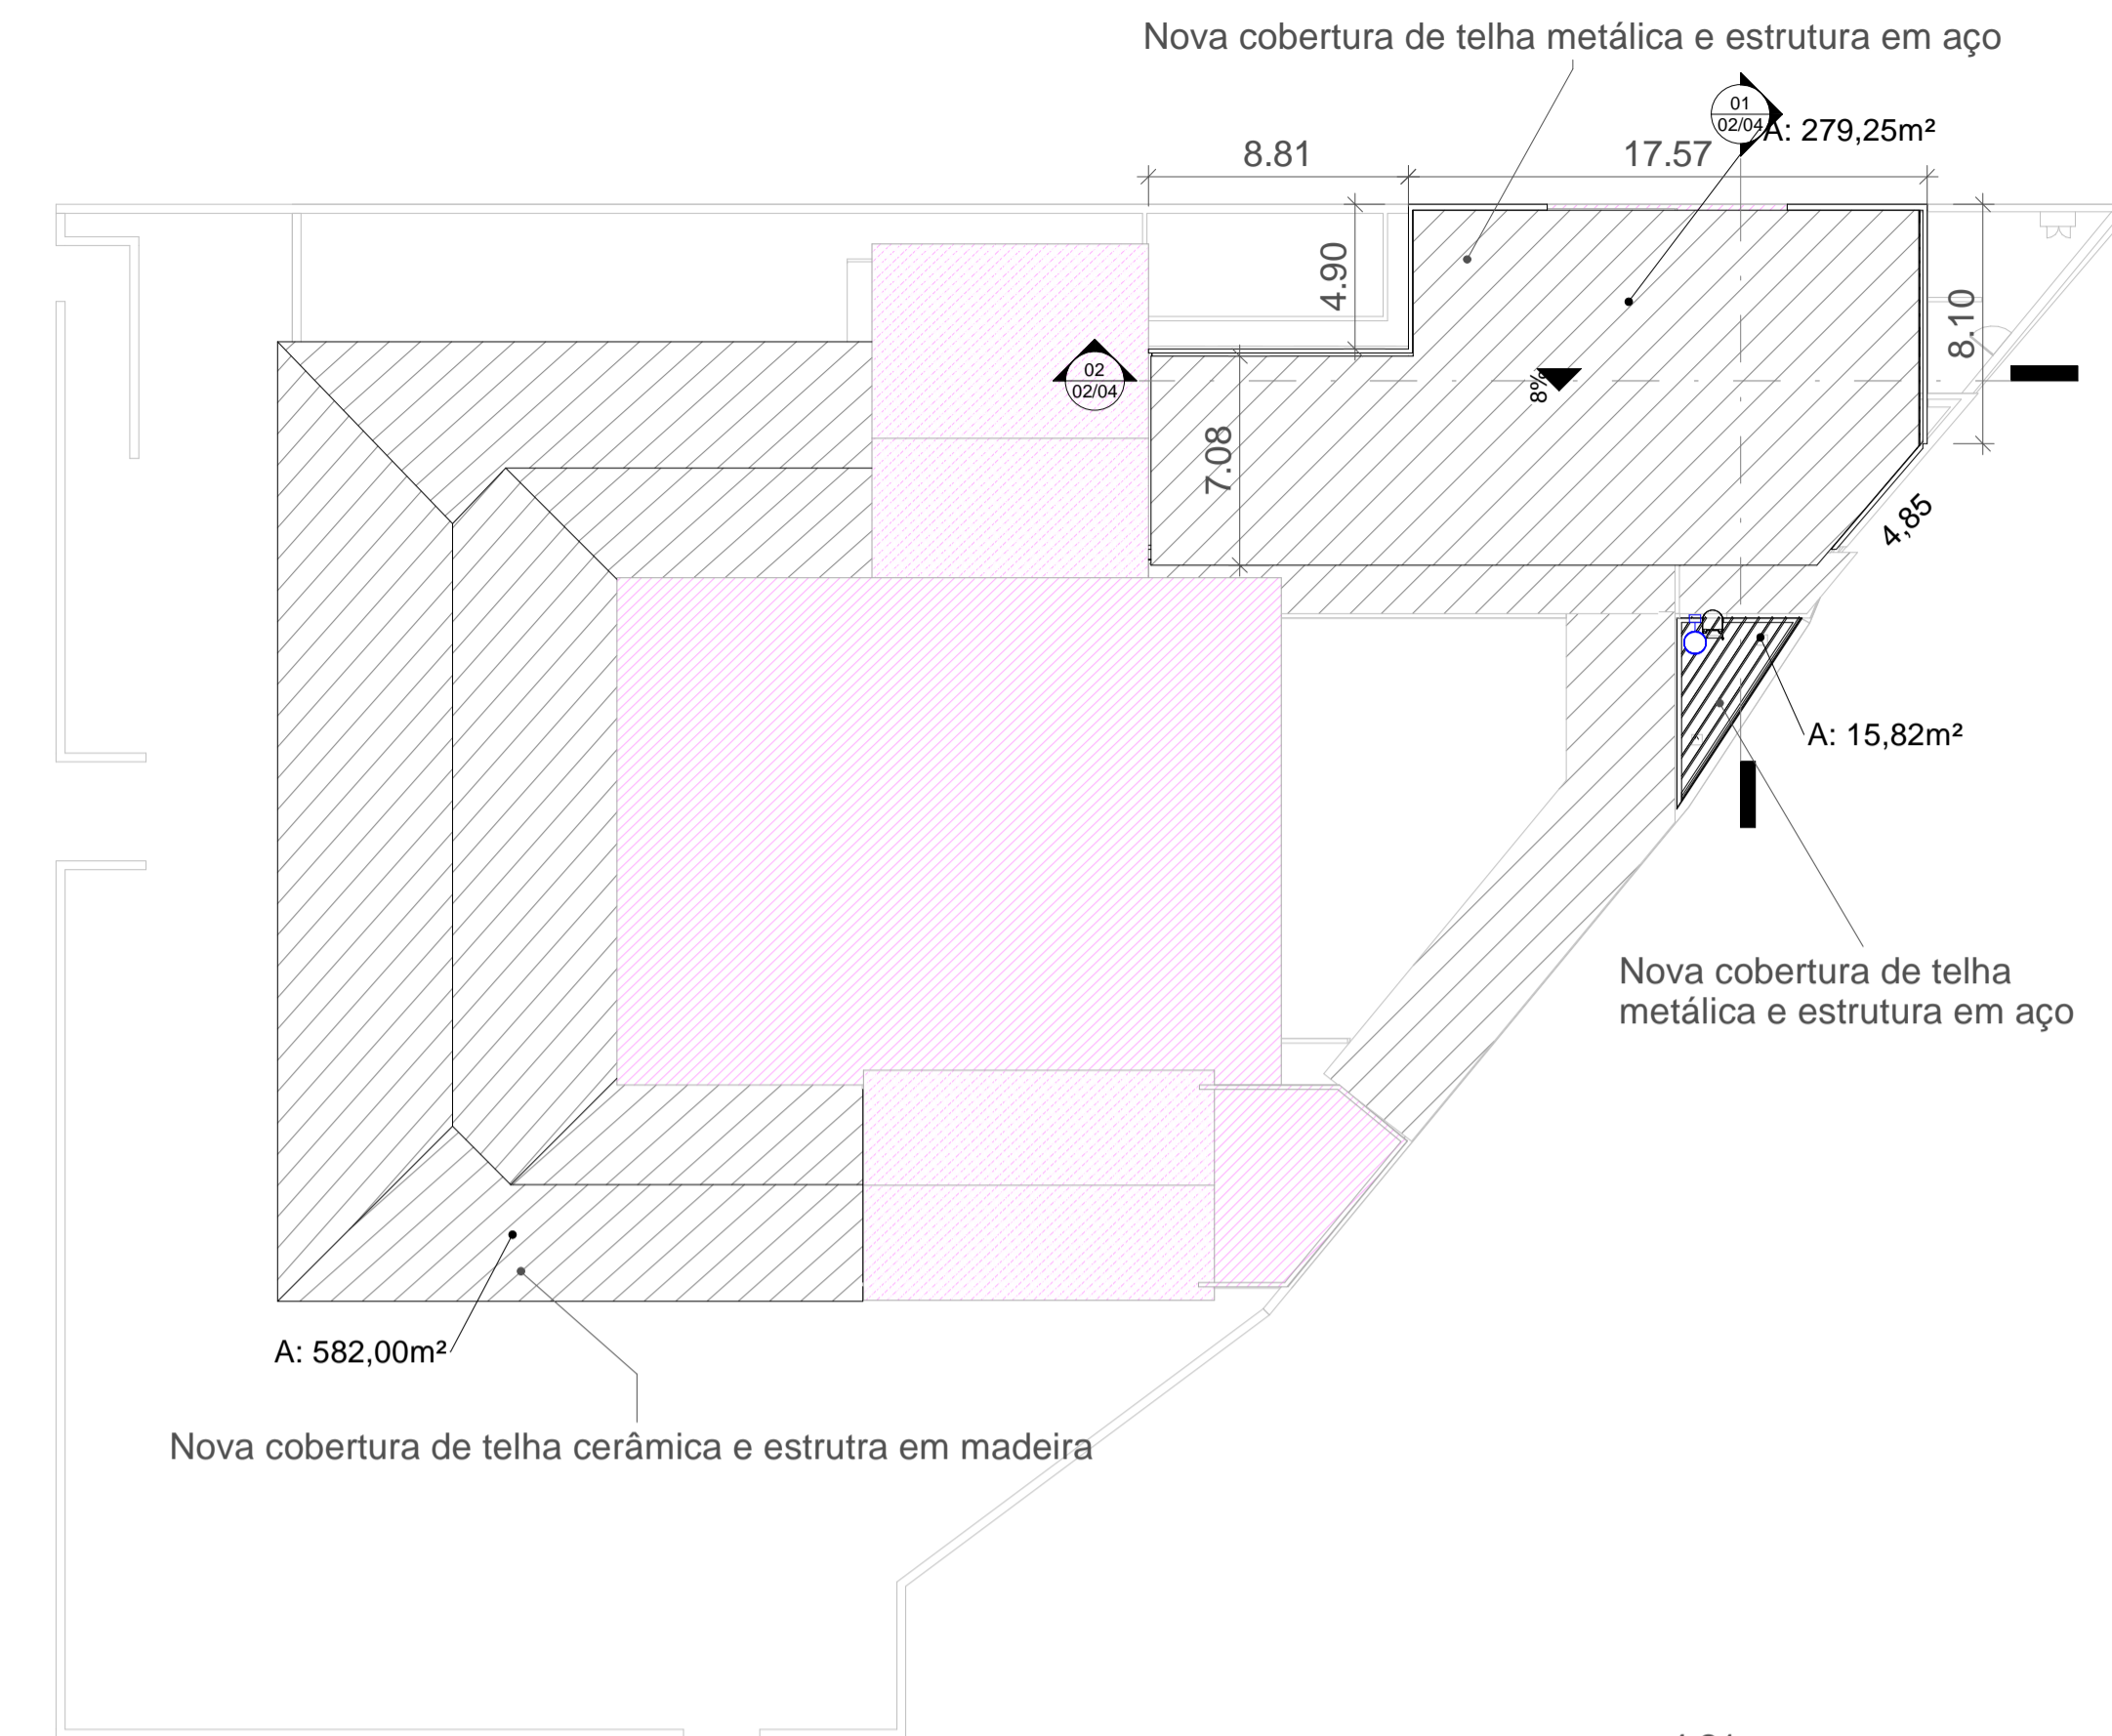 Nova cobertura de telha metálica e estrutura em aço
01
02/04
A: 279,25m²
8.81
17.57
4.90
8.10
02
02/04
8%
7.08
4,85
A: 15,82m²
Nova cobertura de telha
metálica e estrutura em aço
A: 582,00m²
Nova cobertura de telha cerâmica e estrutra em madeira